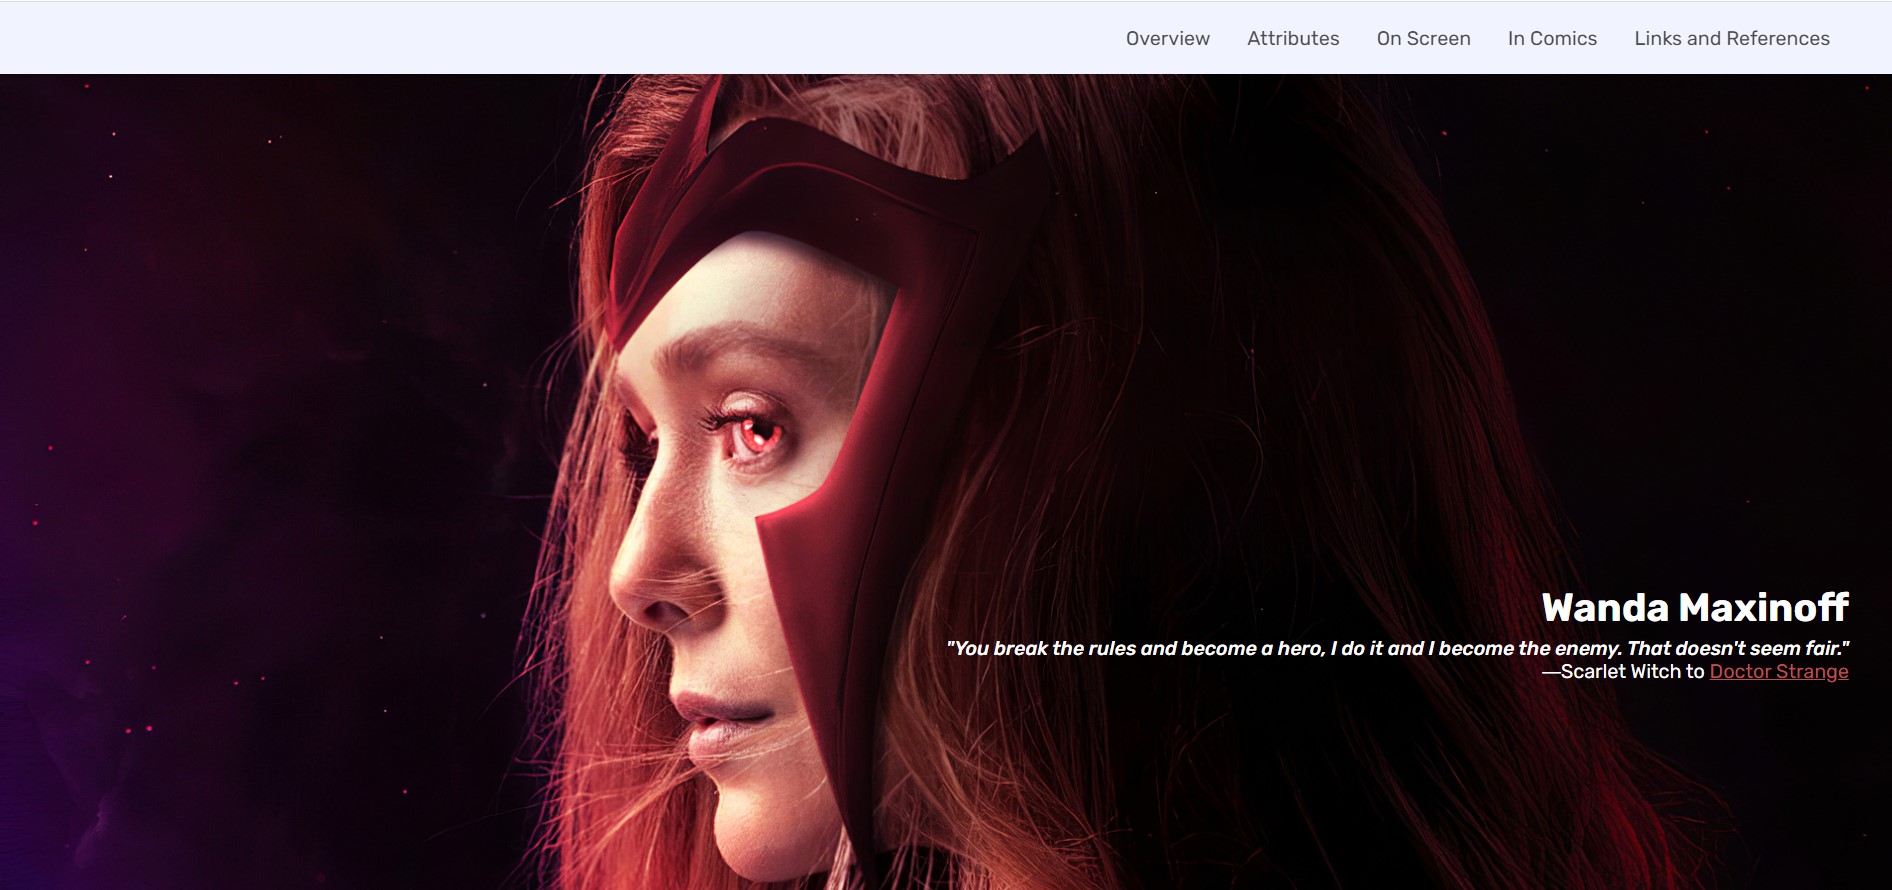 Overview Attributes On Screen In Comics Links and References
Wanda Maxinoff
"You break the rules and become a hero, I do it and I become the enemy. That doesn't seem fair."
—Scarlet Witch to Doctor Strange